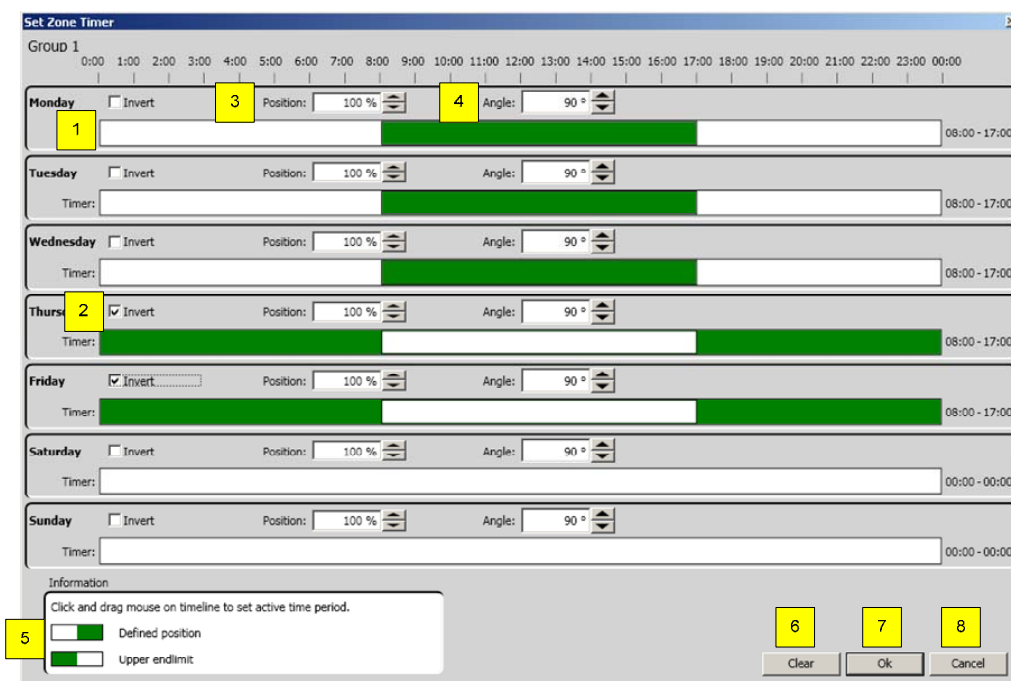 Set Zone Timer
Group 1
0:00 1:00 2:00 3:00 4:00 5:00 6:00 7:00 8:00 9:00 10:00 11:00 12:00 13:00 14:00 15:00 16:00 17:00 18:00 19:00 20:00 21:00 22:00 23:00 00:00
Monday Invert 3 Position: 100 % 4 Angle: 90 °
1 08:00 - 17:00
Tuesday Invert Position: 100 % Angle: 90 °
Timer: 08:00 - 17:00
Wednesday Invert Position: 100 % Angle: 90 °
Timer: 08:00 - 17:00
Thurs 2 Invert Position: 100 % Angle: 90 °
Timer: 08:00 - 17:00
Friday Invert Position: 100 % Angle: 90 °
Timer: 08:00 - 17:00
Saturday Invert Position: 100 % Angle: 90 °
Timer: 00:00 - 00:00
Sunday Invert Position: 100 % Angle: 90 °
Timer: 00:00 - 00:00
Information
Click and drag mouse on timeline to set active time period.
5 Defined position
Upper endlimit
6 7 8
Clear Ok Cancel